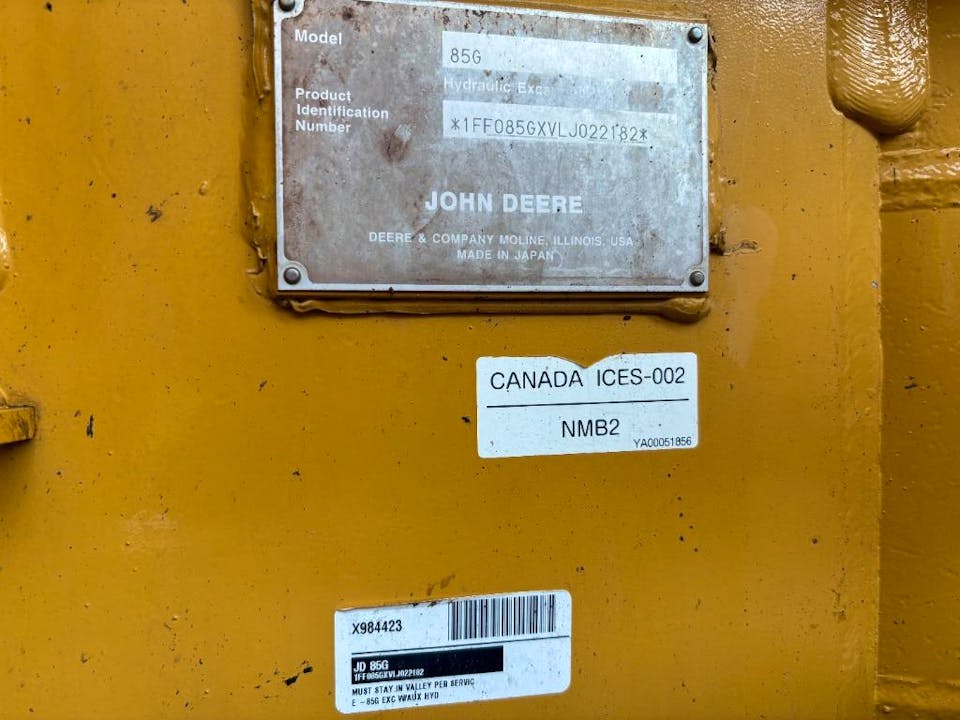 Model
85G
Hydraulic
Product
Identification
Number
*1FF085GXVLJ022182*
JOHN DEERE
DEERE & COMPANY MOLINE, ILLINOIS, USA
MADE IN JAPAN
CANADA ICES-002
NMB2
YA00051856
X984423
JD 85G
1FF085GXVLJ022182
MUST STAY IN VALLEY PER SERVIC
E - 85G EXC W/AUX HYD